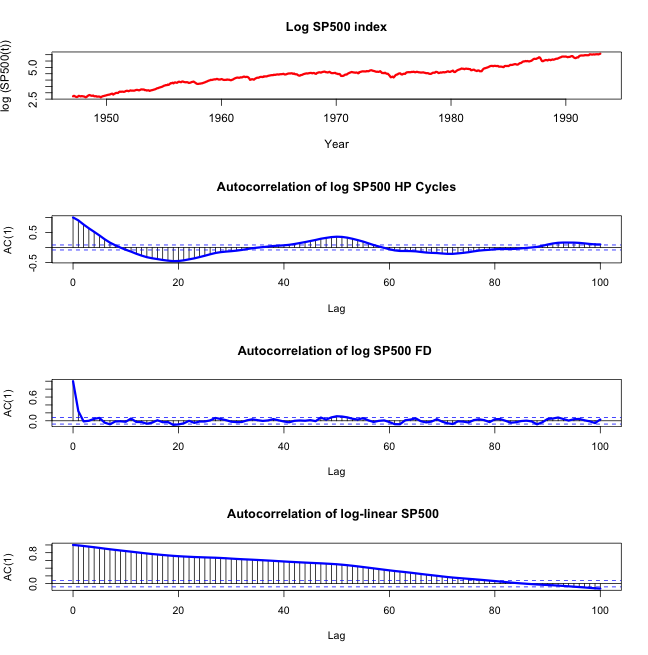 Log SP500 index
log (SP500(t))
5.0
2.5
1950 1960 1970 1980 1990
Year
Autocorrelation of log SP500 HP Cycles
AC(1)
0.5
-0.5
0 20 40 60 80 100
Lag
Autocorrelation of log SP500 FD
AC(1)
0.6
0.0
0 20 40 60 80 100
Lag
Autocorrelation of log-linear SP500
AC(1)
0.8
0.0
0 20 40 60 80 100
Lag